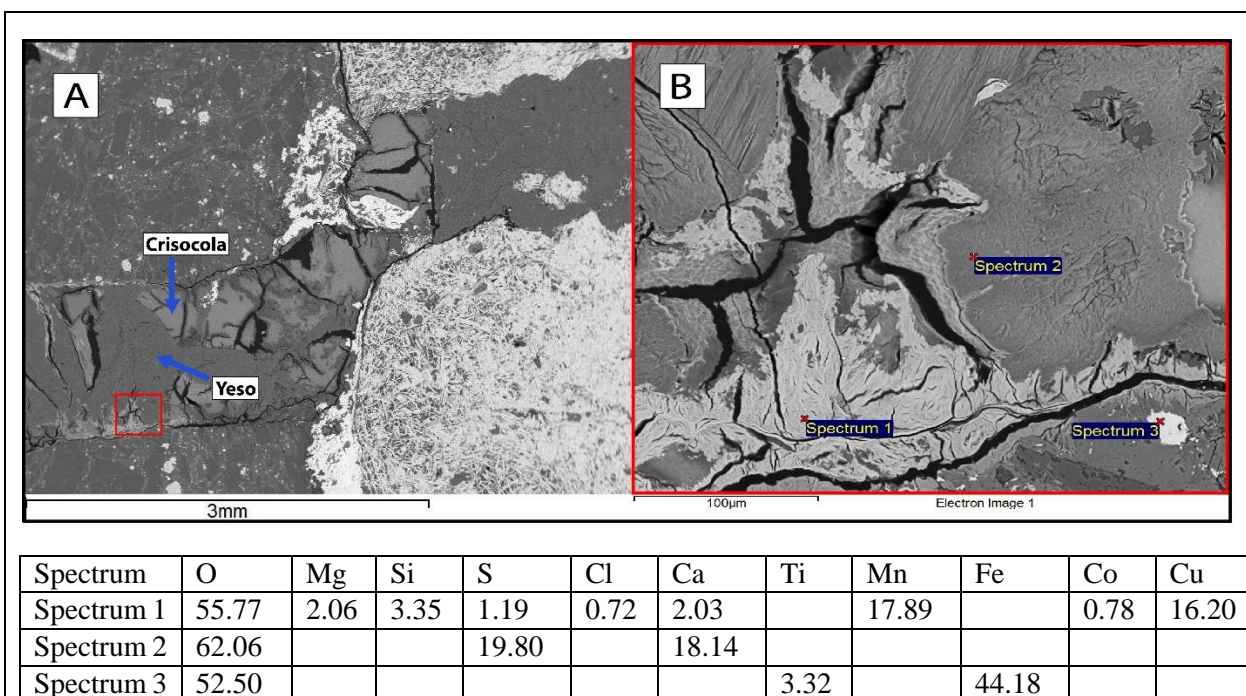 A
B
Crisocola
Yeso
Spectrum 2
Spectrum 1
Spectrum 3
3mm
100µm Electron Image 1
Spectrum O Mg Si S Cl Ca Ti Mn Fe Co Cu
Spectrum 1 55.77 2.06 3.35 1.19 0.72 2.03 17.89 0.78 16.20
Spectrum 2 62.06 19.80 18.14
Spectrum 3 52.50 3.32 44.18